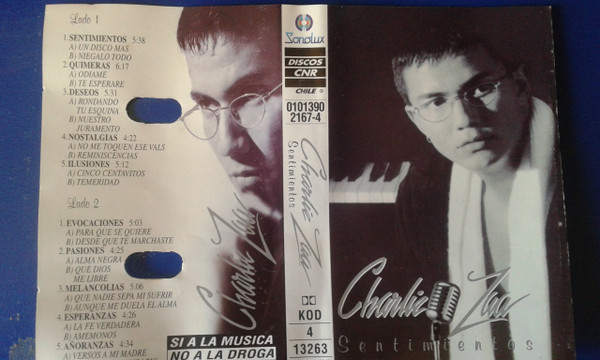 Lado 1
1.SENTIMIENTOS 5:38
A) UN DISCO MAS
B) NIEGALO TODO
2.QUIMERAS 6.17
A) ODIAME
B) TE ESPERARE
3.DESEOS 5.31
A) RONDANDO
TU ESQUINA
B) NUESTRO
JURAMENTO
4.NOSTALGIAS 4:22
A) NO ME TOQUEN ESE VALS
B) REMINISCENCIAS
5.ILUSIONES 5:12
A) CINCO CENTAVITOS
B) TEMERIDAD
Lado 2
1.EVOCACIONES 5:03
A) PARA QUE SE QUIERE
B) DESDE QUE TE MARCHASTE
2.PASIONES 4:25
A) ALMA NEGRA
B) QUE DIOS
ME LIBRE
3.MELANCOLIAS 5:06
A) QUE NADIE SEPA MI SUFRIR
B) AUNQUE ME DUELA EL ALMA
4.ESPERANZAS 4:26
A) LA FE VERDADERA
B) AMEMONOS
5.AÑORANZAS 4:34
A) VERSOS A MI MADRE
Charlie Zaa
SI A LA MUSICA
NO A LA DROGA
Sonolux
DISCOS
CNR
CHILE
0101390
2167-4
Charlie Zaa
Sentimientos
KOD
4
13263
Charlie Zaa
Sentimientos